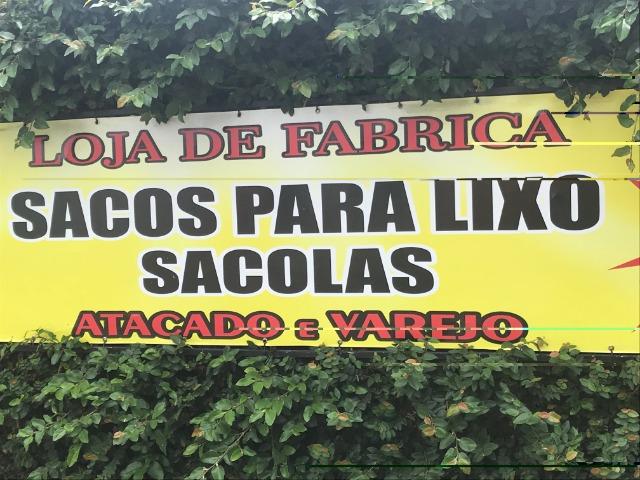 LOJA DE FABRICA
SACOS PARA LIXO
SACOLAS
ATACADO E VAREJO